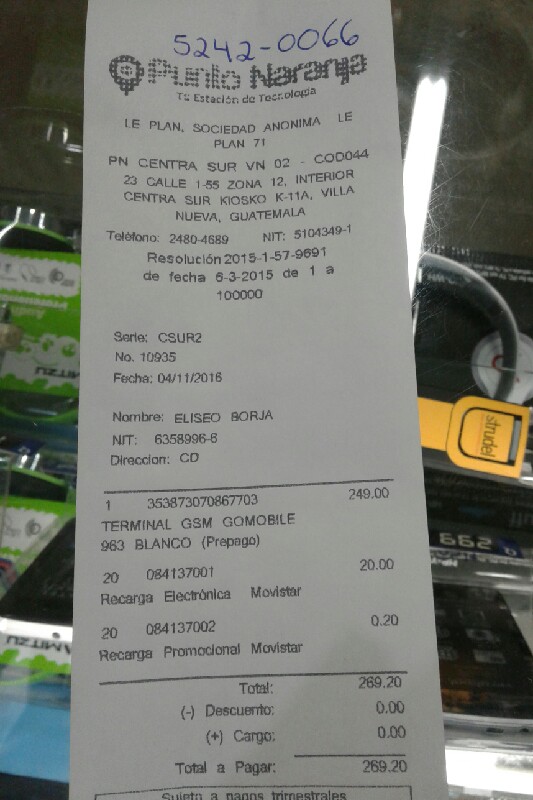 5242-0066
Punto Naranja
Tu Estación de Tecnología
LE PLAN, SOCIEDAD ANONIMA LE
PLAN 71
PN CENTRA SUR VN 02 - COD044
23 CALLE 1-55 ZONA 12, INTERIOR
CENTRA SUR KIOSKO K-11A, VILLA
NUEVA, GUATEMALA
Teléfono: 2480-4689 NIT: 5104349-1
Resolución 2015-1-57-9691
de fecha 6-3-2015 de 1 a
100000
Serie: CSUR2
No. 10935
Fecha: 04/11/2016
Nombre: ELISEO BORJA
NIT: 6358996-6
Direccion: CD
1 353873070867703 249.00
TERMINAL GSM GOMOBILE
963 BLANCO (Prepago)
20 084137001 20.00
Recarga Electrónica Movistar
20 084137002 0.20
Recarga Promocional Movistar
Total: 269.20
(-) Descuento: 0.00
(+) Cargo: 0.00
Total a Pagar: 269.20
Sujeto a pagos trimestrales
strudel